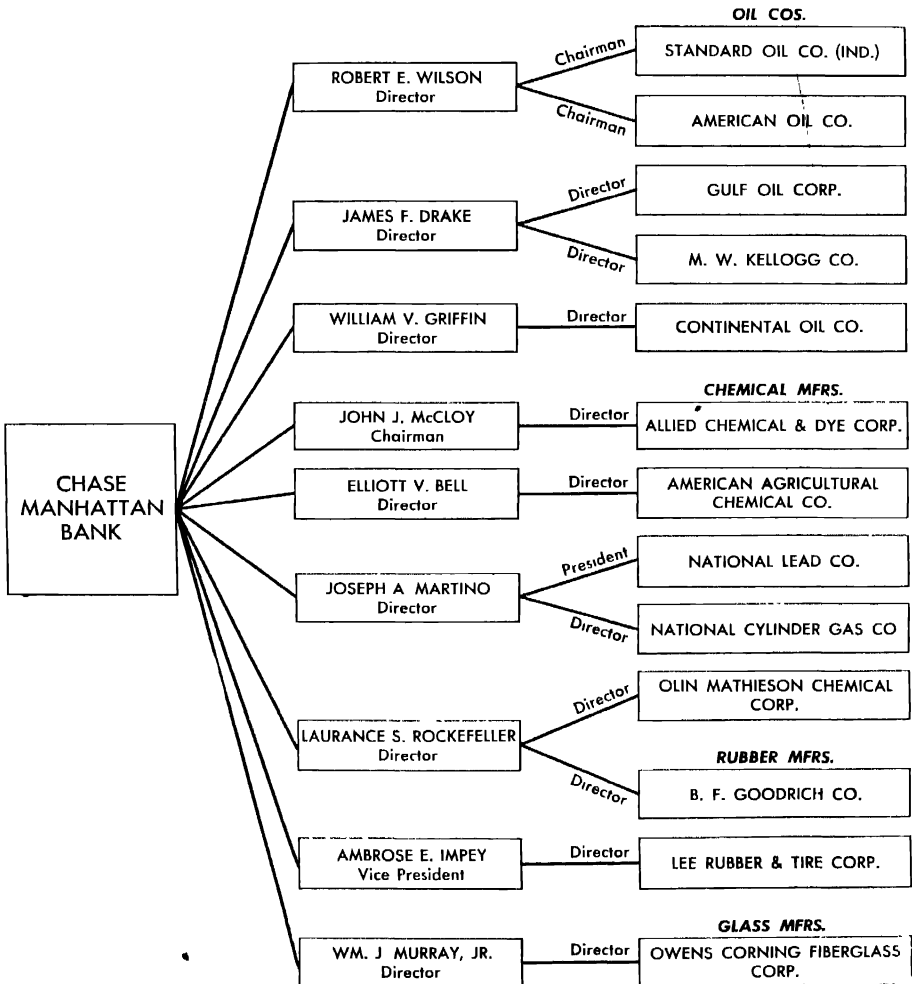 OIL COS.
ROBERT E. WILSON
Director
Chairman
STANDARD OIL CO. (IND.)
Chairman
AMERICAN OIL CO.
JAMES F. DRAKE
Director
Director
GULF OIL CORP.
Director
M. W. KELLOGG CO.
WILLIAM V. GRIFFIN
Director
Director
CONTINENTAL OIL CO.
CHEMICAL MFRS.
CHASE
MANHATTAN
BANK
JOHN J. McCLOY
Chairman
Director
ALLIED CHEMICAL & DYE CORP.
ELLIOTT V. BELL
Director
Director
AMERICAN AGRICULTURAL
CHEMICAL CO.
JOSEPH A MARTINO
Director
President
NATIONAL LEAD CO.
Director
NATIONAL CYLINDER GAS CO
LAURANCE S. ROCKEFELLER
Director
Director
OLIN MATHIESON CHEMICAL
CORP.
RUBBER MFRS.
Director
B. F. GOODRICH CO.
AMBROSE E. IMPEY
Vice President
Director
LEE RUBBER & TIRE CORP.
GLASS MFRS.
WM. J MURRAY, JR.
Director
Director
OWENS CORNING FIBERGLASS
CORP.